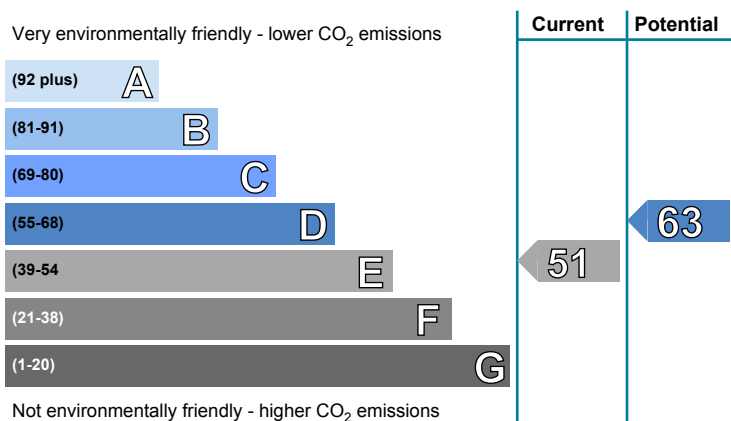 Very environmentally friendly - lower CO₂ emissions
Current
Potential
(92 plus) A
(81-91) B
(69-80) C
(55-68) D
63
(39-54 E
51
(21-38) F
(1-20) G
Not environmentally friendly - higher CO₂ emissions